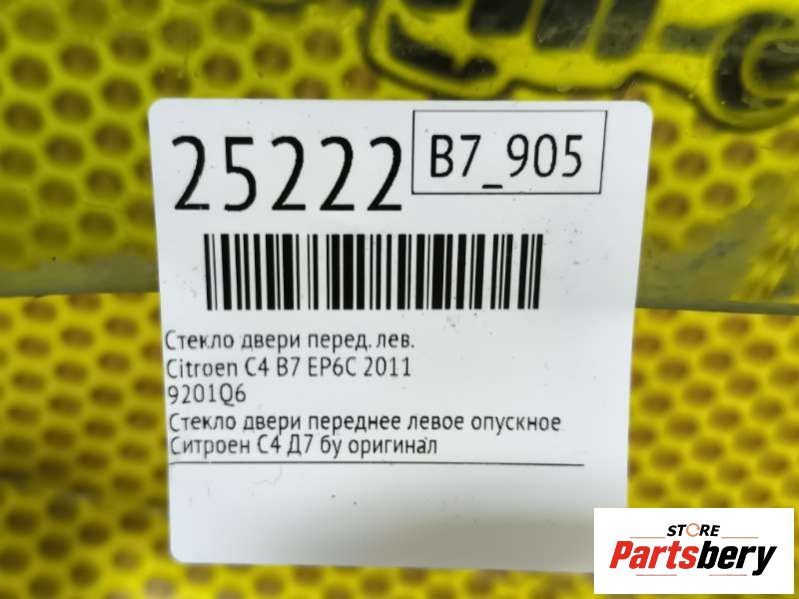 25222
B7_905
Стекло двери перед. лев.
Citroen C4 B7 EP6C 2011
9201Q6
Стекло двери переднее левое опускное
Ситроен С4 Д7 бу оригинал
STORE
Partsbery